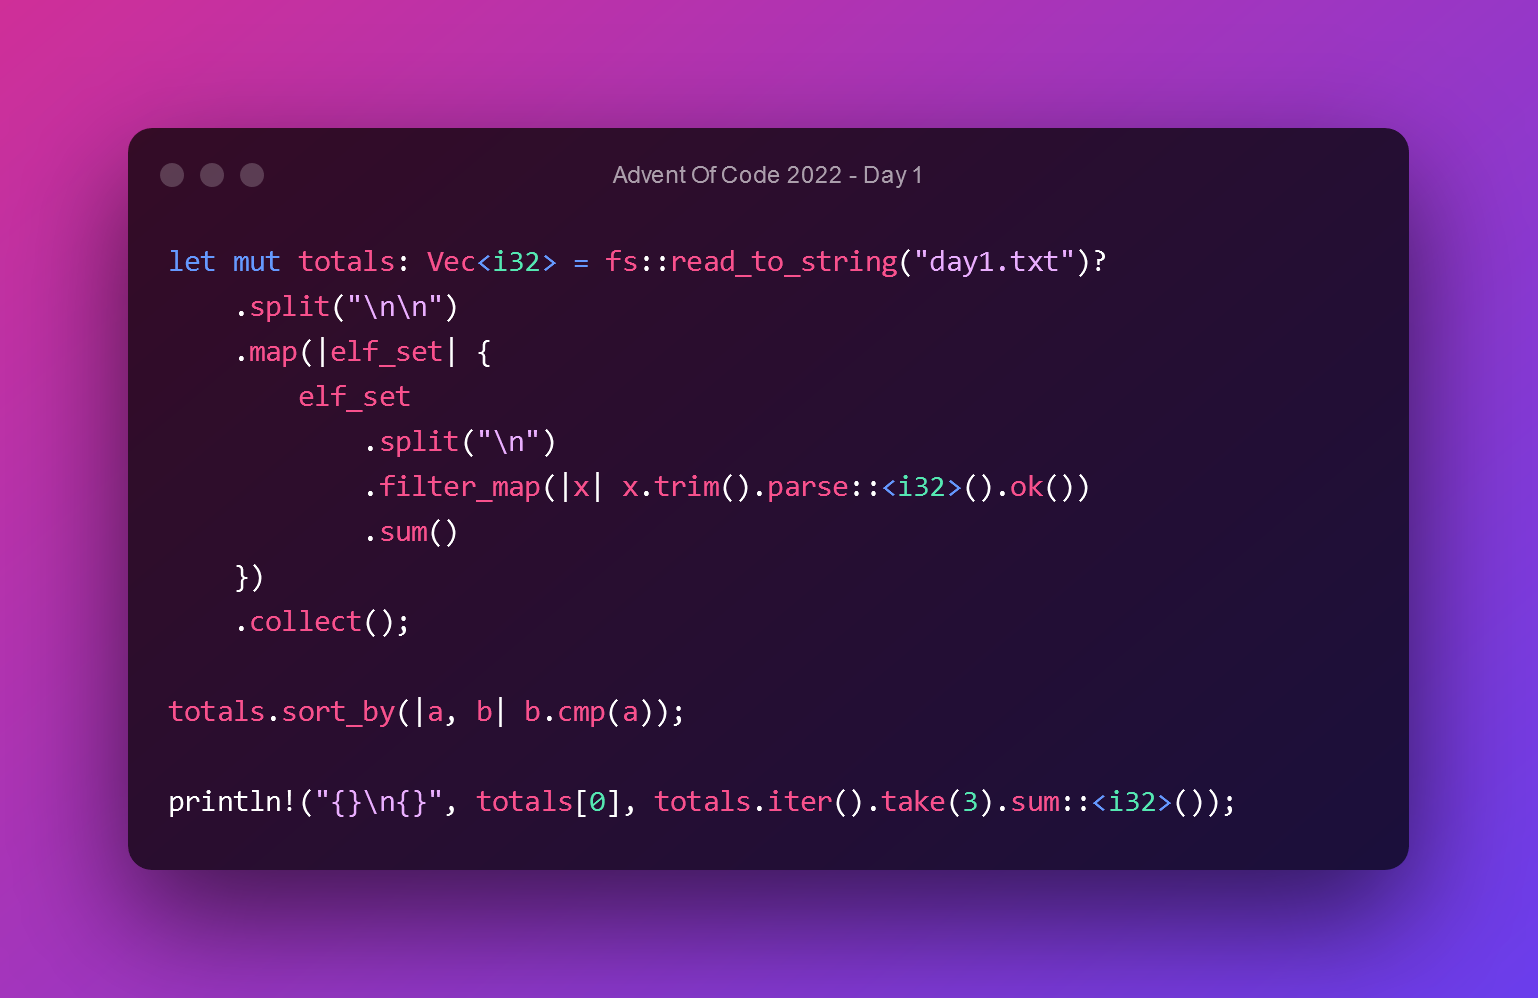 Advent Of Code 2022 - Day 1
let mut totals: Vec<i32> = fs::read_to_string("day1.txt")?
    .split("\n\n")
    .map(|elf_set| {
        elf_set
            .split("\n")
            .filter_map(|x| x.trim().parse::<i32>().ok())
            .sum()
    })
    .collect();

totals.sort_by(|a, b| b.cmp(a));

println!("{}\n{}", totals[0], totals.iter().take(3).sum::<i32>());